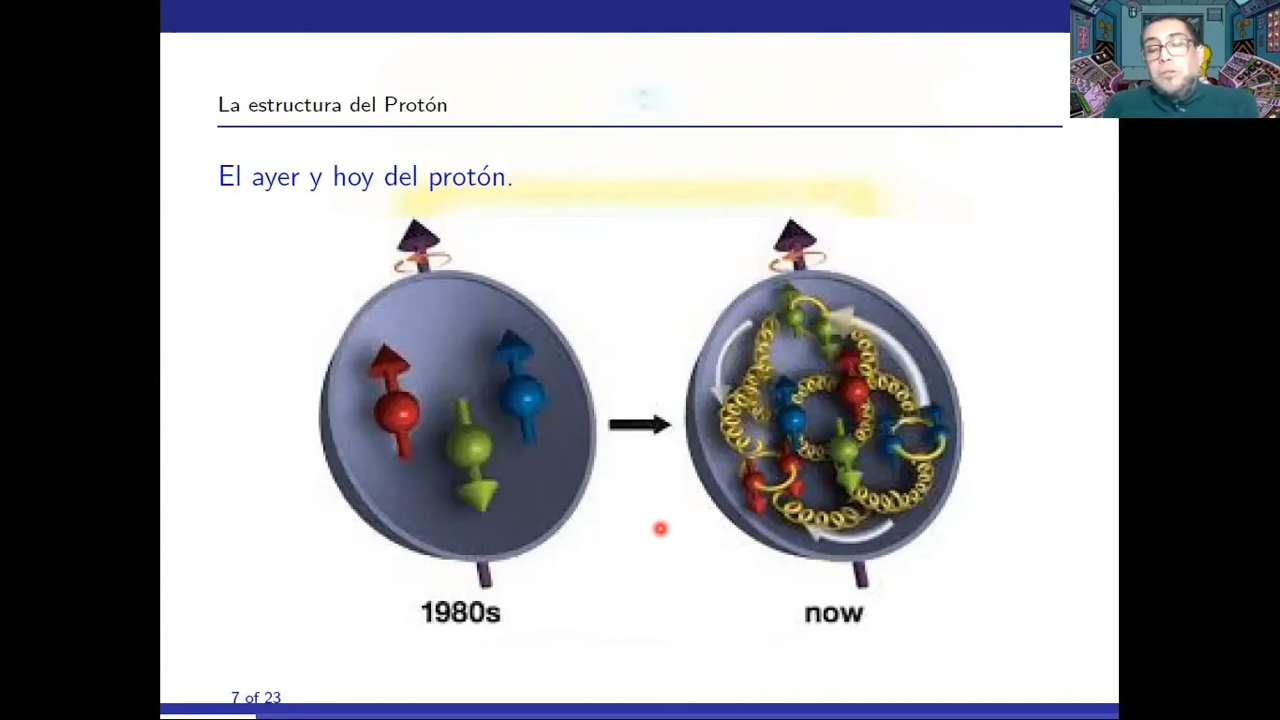 La estructura del Protón
El ayer y hoy del protón.
1980s
now
7 of 23